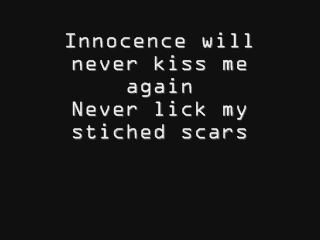 Innocence will
never kiss me
again
Never lick my
stiched scars